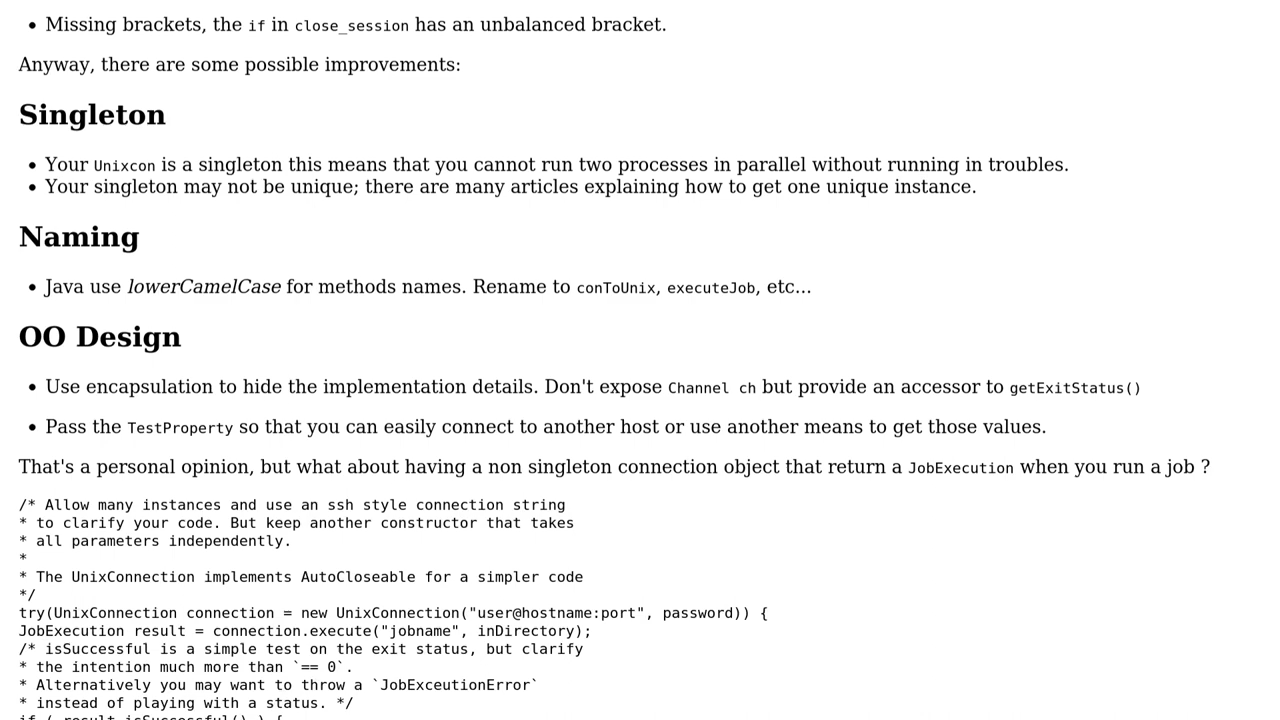 • Missing brackets, the if in close_session has an unbalanced bracket.
Anyway, there are some possible improvements:
Singleton
• Your Unixcon is a singleton this means that you cannot run two processes in parallel without running in troubles.
• Your singleton may not be unique; there are many articles explaining how to get one unique instance.
Naming
• Java use lowerCamelCase for methods names. Rename to conToUnix, executeJob, etc...
OO Design
• Use encapsulation to hide the implementation details. Don't expose Channel ch but provide an accessor to getExitStatus()
• Pass the TestProperty so that you can easily connect to another host or use another means to get those values.
That's a personal opinion, but what about having a non singleton connection object that return a JobExecution when you run a job ?
/* Allow many instances and use an ssh style connection string
* to clarify your code. But keep another constructor that takes
* all parameters independently.
*
* The UnixConnection implements AutoCloseable for a simpler code
*/
try(UnixConnection connection = new UnixConnection("user@hostname:port", password)) {
JobExecution result = connection.execute("jobname", inDirectory);
/* isSuccessful is a simple test on the exit status, but clarify
* the intention much more than `== 0`.
* Alternatively you may want to throw a `JobExceutionError`
* instead of playing with a status. */
if ( result.isSuccessful() ) {